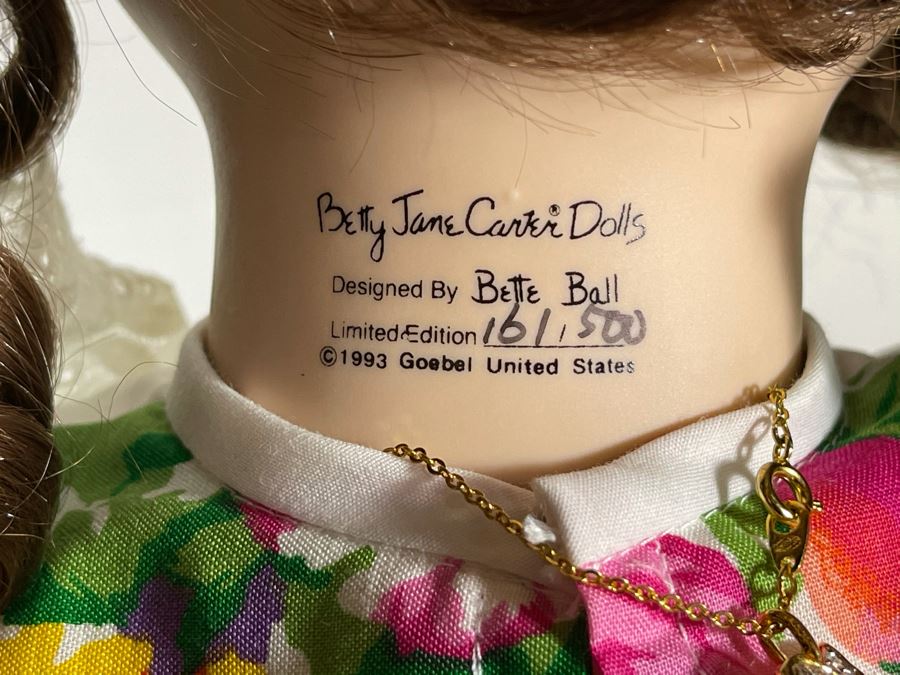 Betty Jane Carter® Dolls
Designed By Bette Ball
Limited Edition 161/500
©1993 Goebel United States